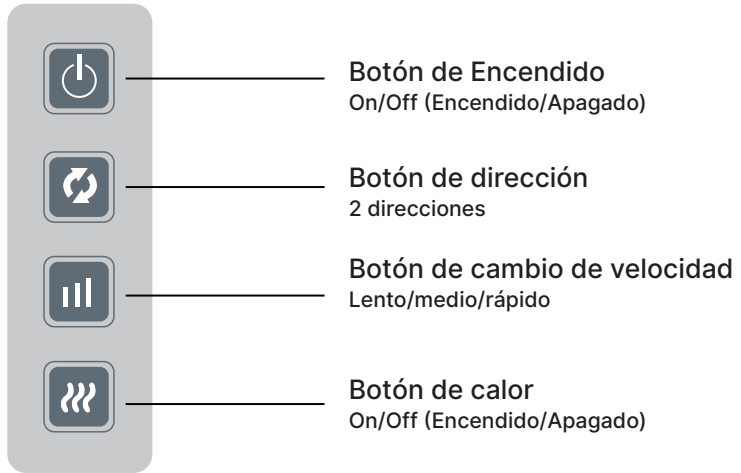 Botón de Encendido
On/Off (Encendido/Apagado)
Botón de dirección
2 direcciones
Botón de cambio de velocidad
Lento/medio/rápido
Botón de calor
On/Off (Encendido/Apagado)